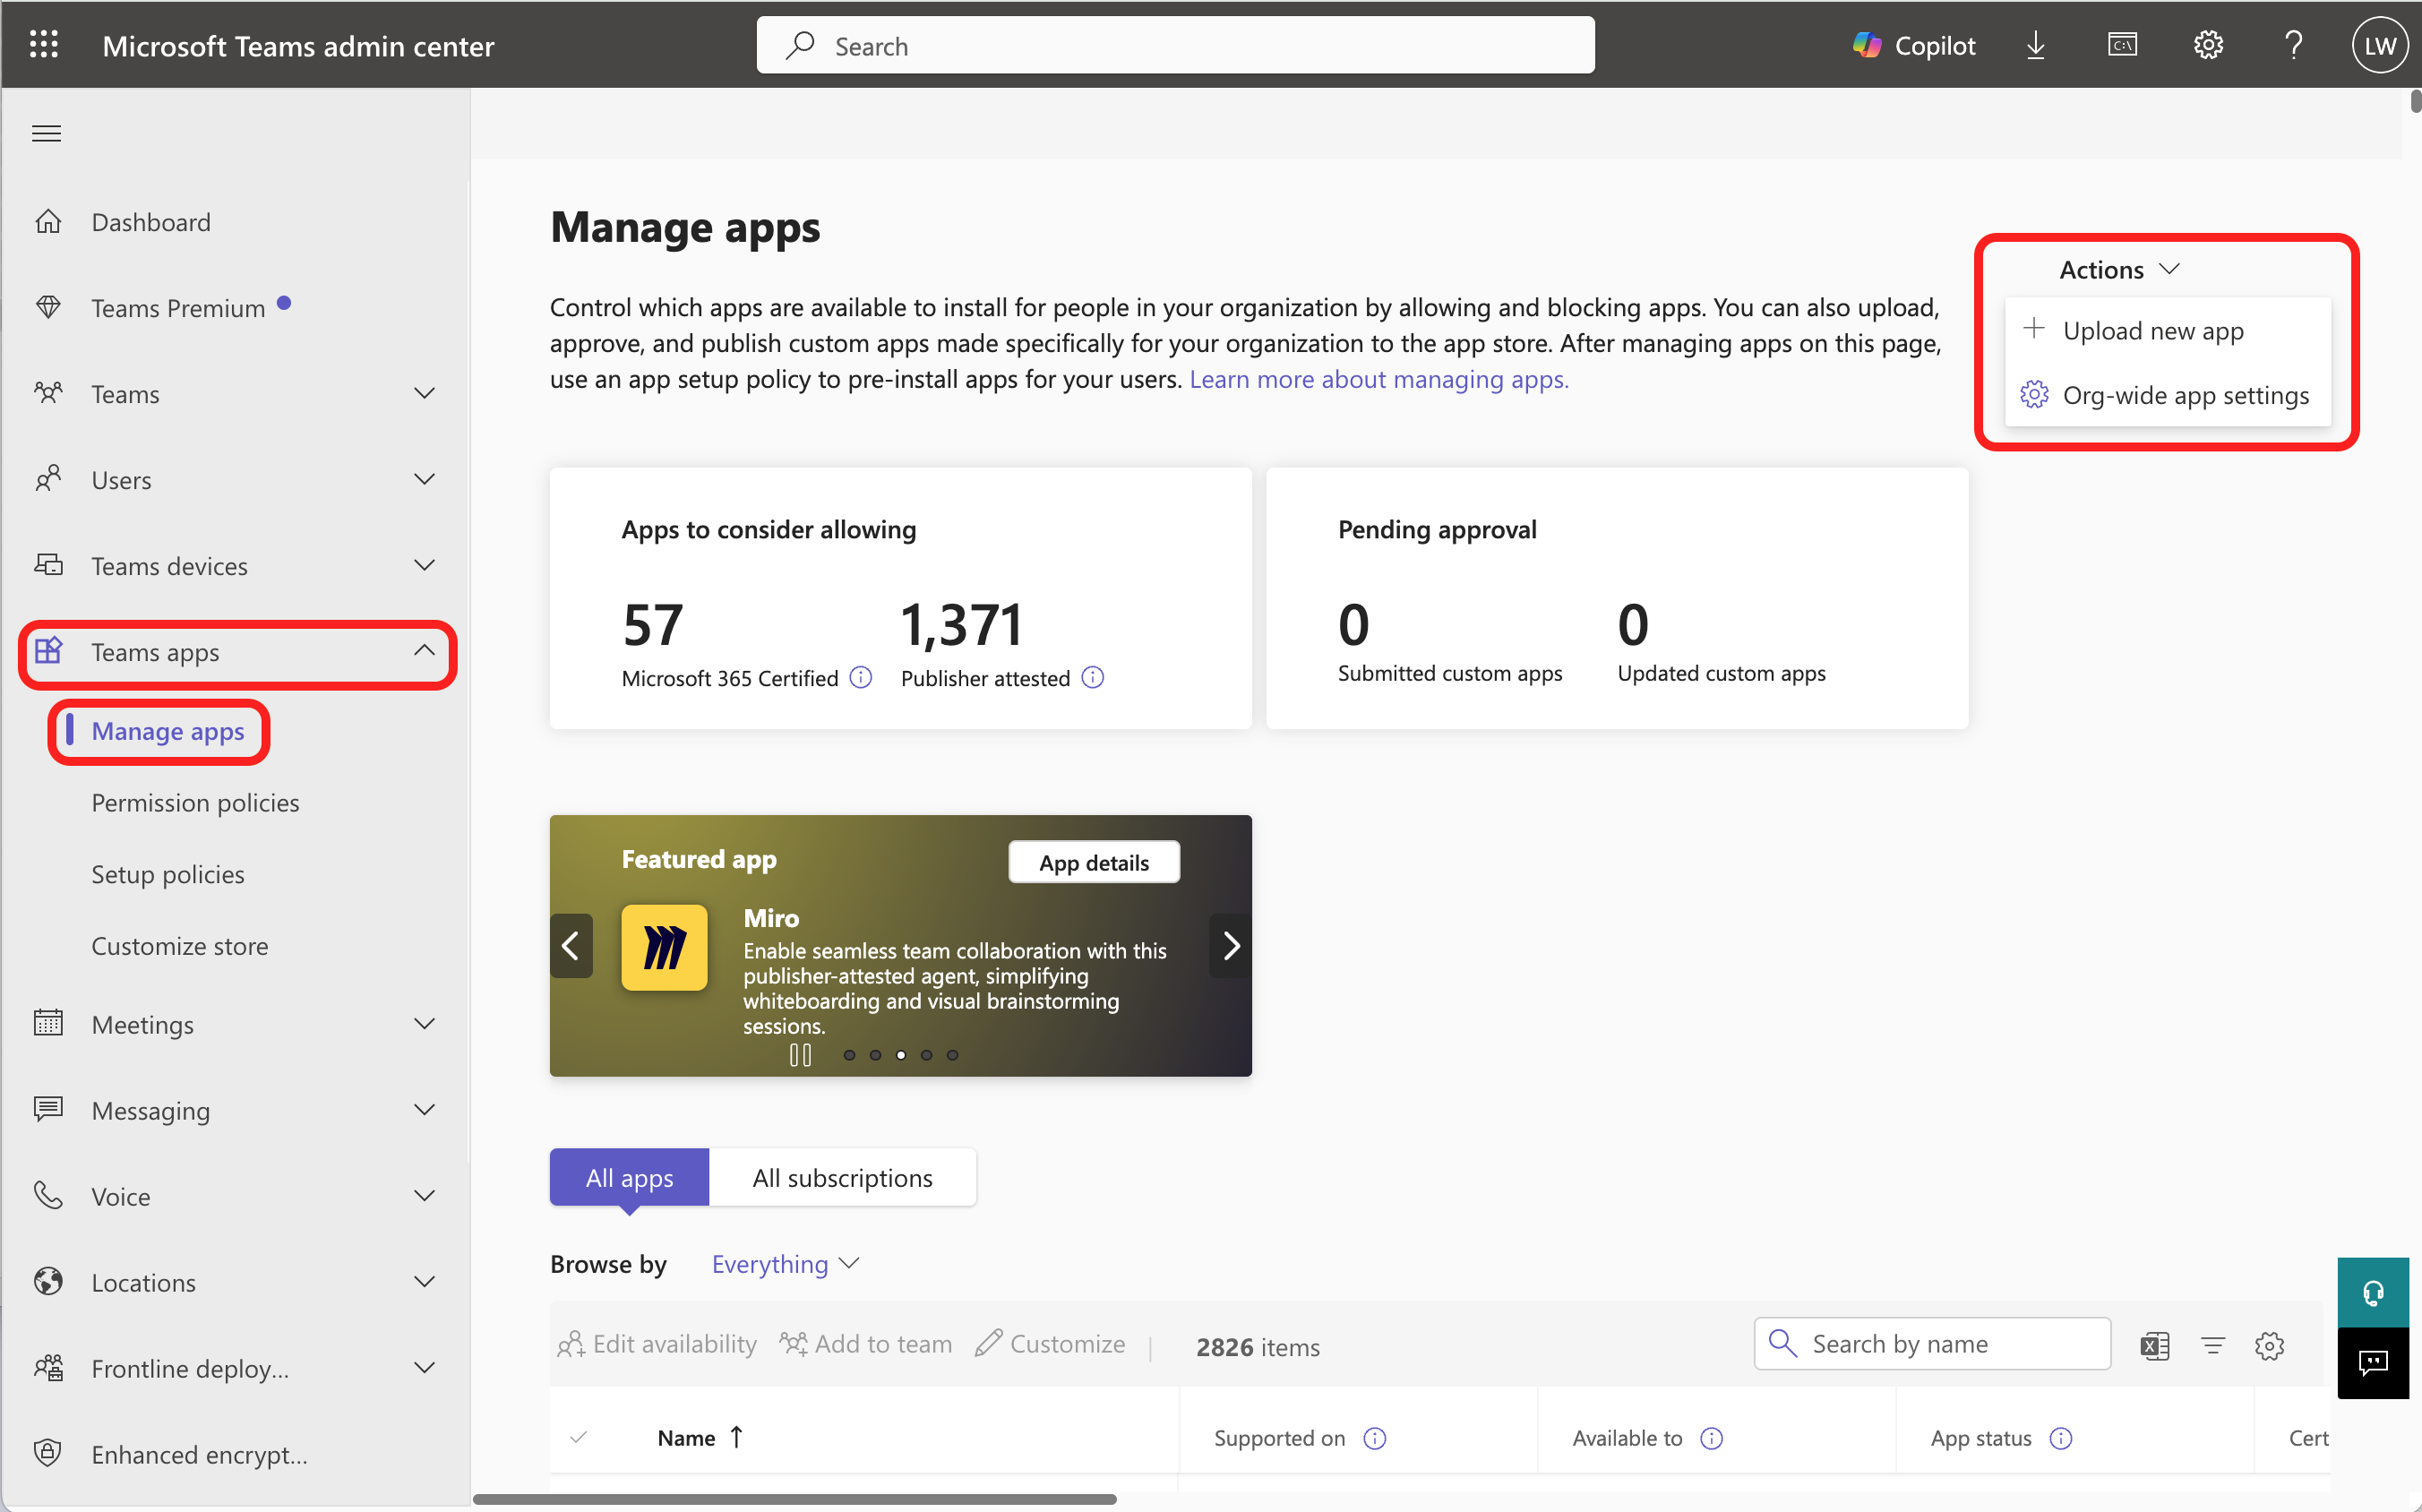 Microsoft Teams admin center
Search
Copilot
C:\
?
LW
Dashboard
Teams Premium
Teams
Users
Teams devices
Teams apps
Manage apps
Permission policies
Setup policies
Customize store
Meetings
Messaging
Voice
Locations
Frontline deploy...
Enhanced encrypt...
Manage apps
Control which apps are available to install for people in your organization by allowing and blocking apps. You can also upload,
approve, and publish custom apps made specifically for your organization to the app store. After managing apps on this page,
use an app setup policy to pre-install apps for your users. Learn more about managing apps.
Actions
Upload new app
Org-wide app settings
Apps to consider allowing
57 1,371
Microsoft 365 Certified Publisher attested
Pending approval
0 0
Submitted custom apps Updated custom apps
Featured app
App details
Miro
Enable seamless team collaboration with this
publisher-attested agent, simplifying
whiteboarding and visual brainstorming
sessions.
All apps All subscriptions
Browse by Everything
Edit availability Add to team Customize 2826 items Search by name
Name Supported on Available to App status Cert